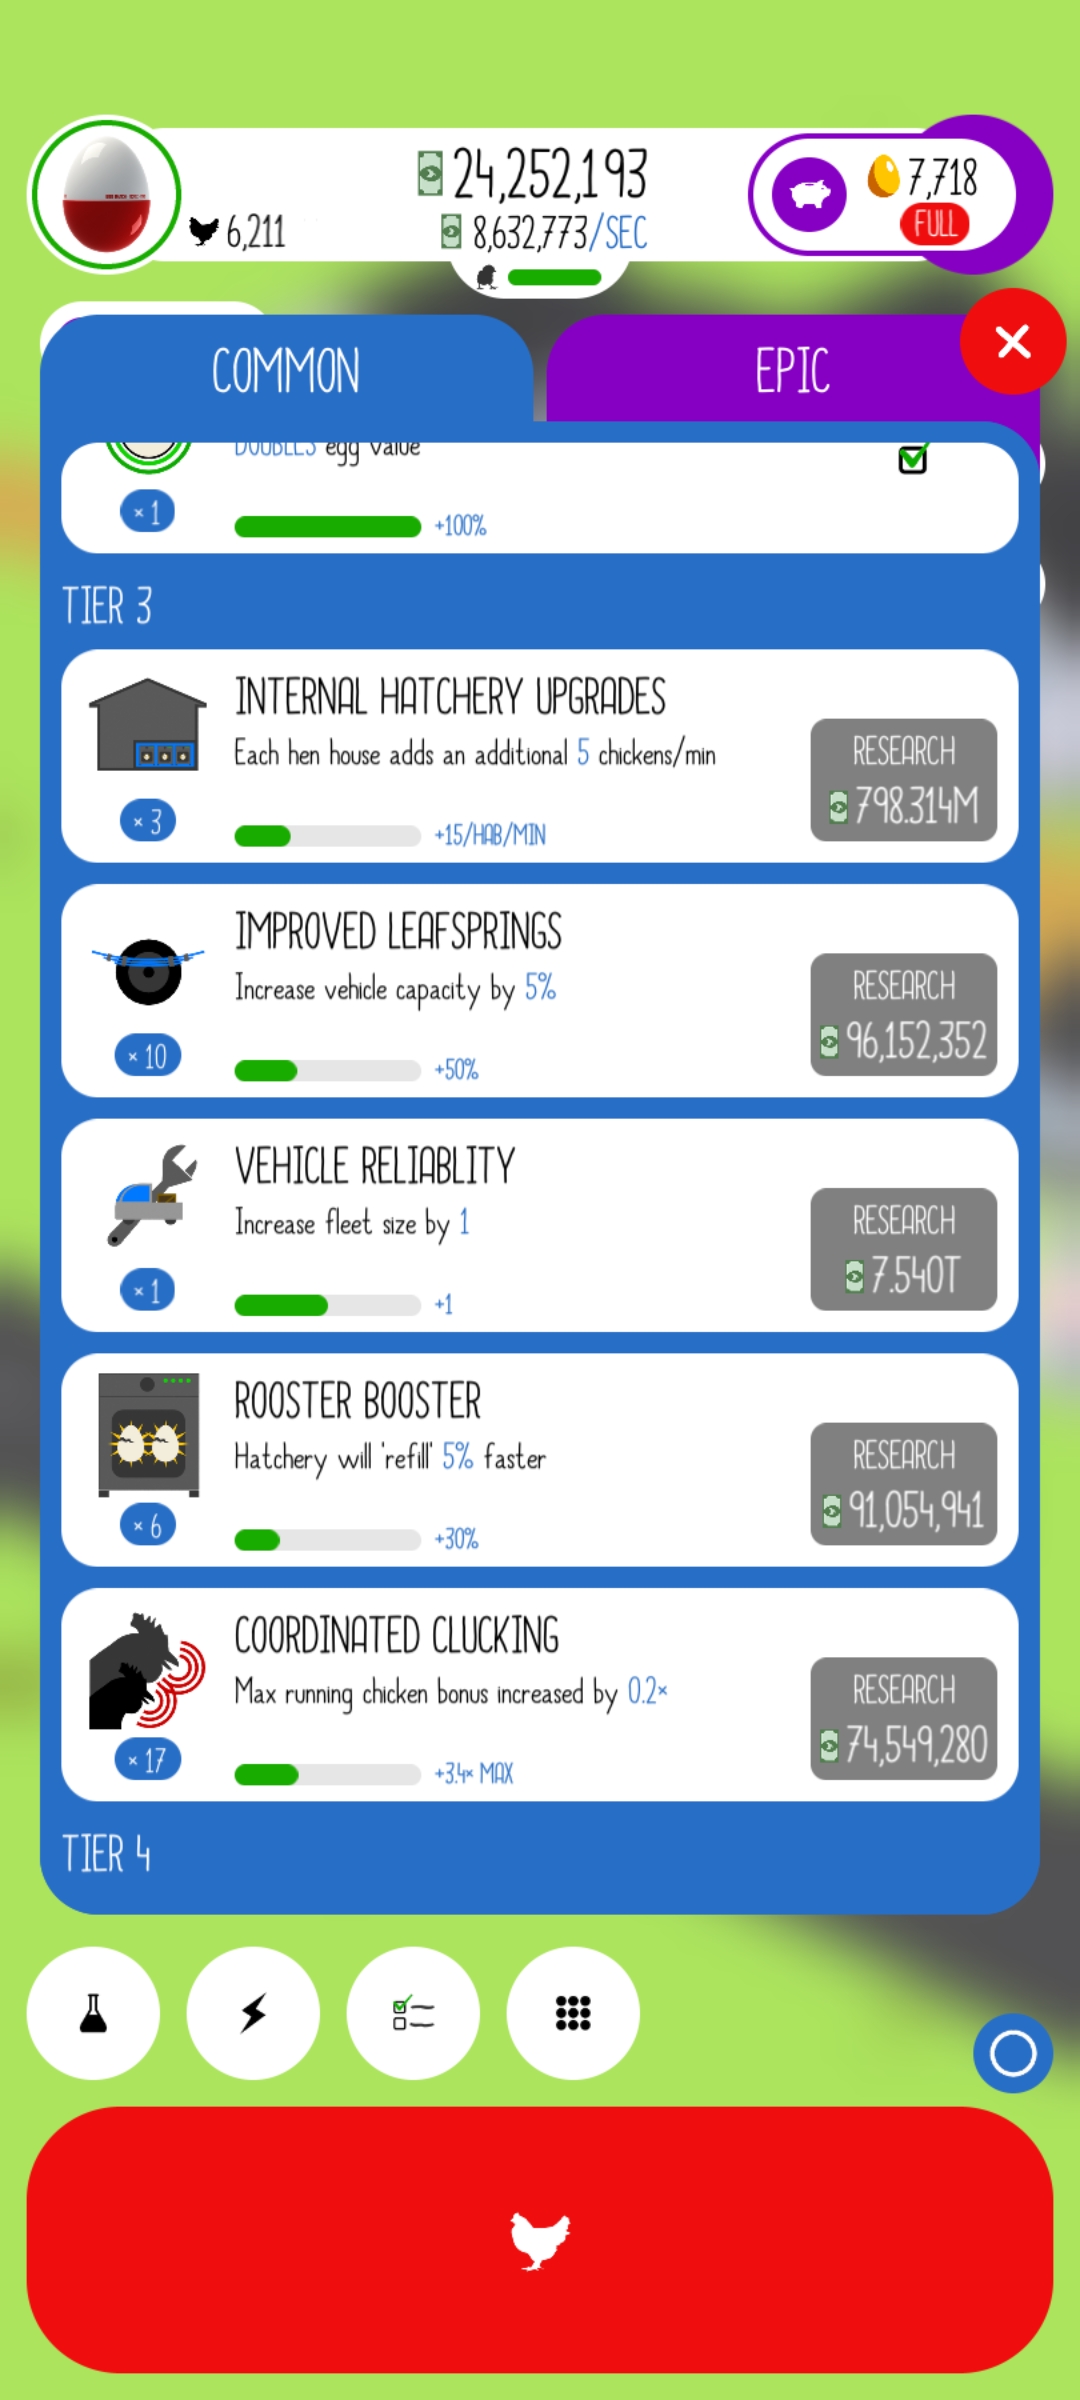 24,252,193
7,718
6,211
8,632,773/SEC
FULL
COMMON
EPIC
DOUBLES egg value
× 1
+100%
TIER 3
INTERNAL HATCHERY UPGRADES
Each hen house adds an additional 5 chickens/min
RESEARCH
798.314M
× 3
+15/HAB/MIN
IMPROVED LEAFSPRINGS
Increase vehicle capacity by 5%
RESEARCH
96,152,352
× 10
+50%
VEHICLE RELIABLITY
Increase fleet size by 1
RESEARCH
7.540T
× 1
+1
ROOSTER BOOSTER
Hatchery will 'refill' 5% faster
RESEARCH
91,054,941
× 6
+30%
COORDINATED CLUCKING
Max running chicken bonus increased by 0.2×
RESEARCH
74,549,280
× 17
+3.4× MAX
TIER 4